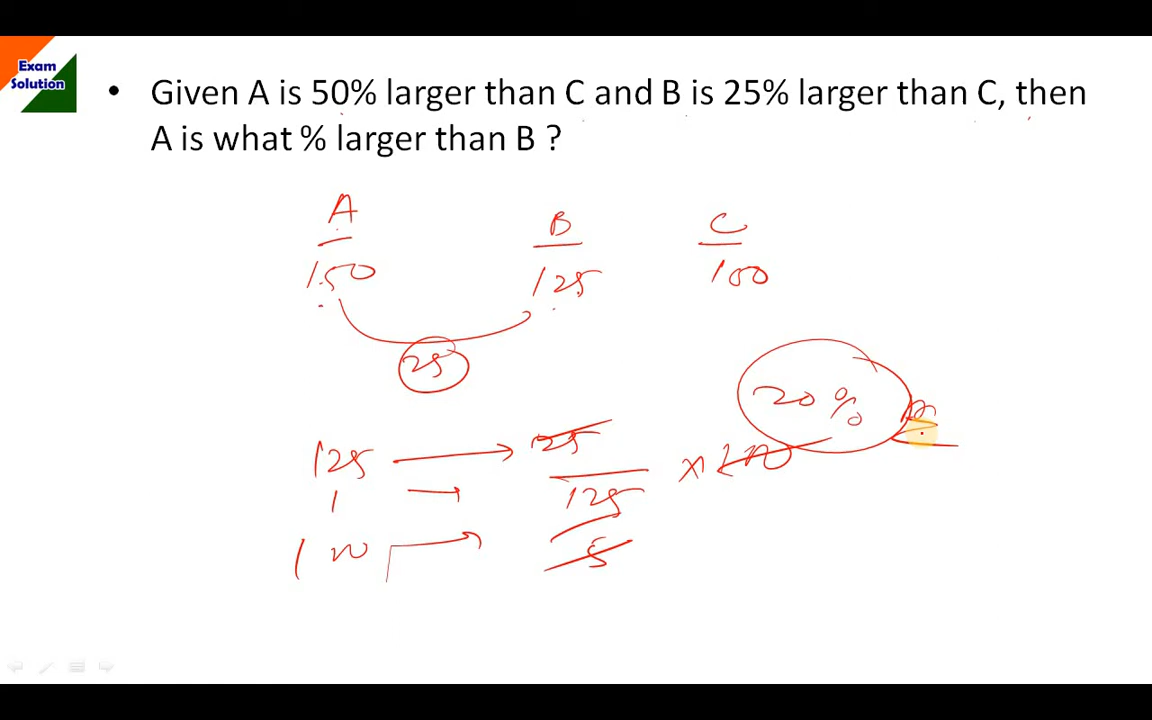 Exam
Solution
• Given A is 50% larger than C and B is 25% larger than C, then
A is what % larger than B ?
A B C
150 125 100
25
20%
125 → 25 × 100
1 → 125
100 → 5